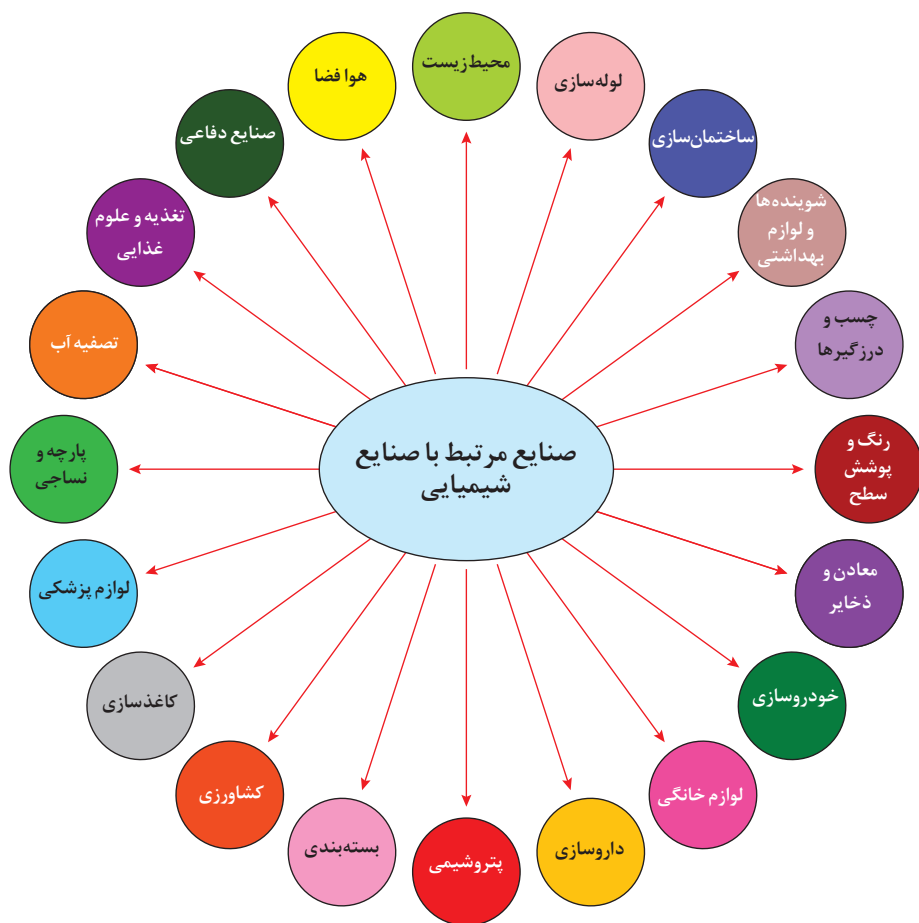 صنایع مرتبط با صنایع
شیمیایی
محیط‌زیست
لوله‌سازی
ساختمان‌سازی
شوینده‌ها
و لوازم
بهداشتی
چسب و
درزگیرها
رنگ و
پوشش
سطح
معادن و
ذخایر
خودروسازی
لوازم خانگی
داروسازی
پتروشیمی
بسته‌بندی
کشاورزی
کاغذسازی
لوازم پزشکی
پارچه و
نساجی
تصفیه آب
تغذیه و علوم
غذایی
صنایع دفاعی
هوا فضا